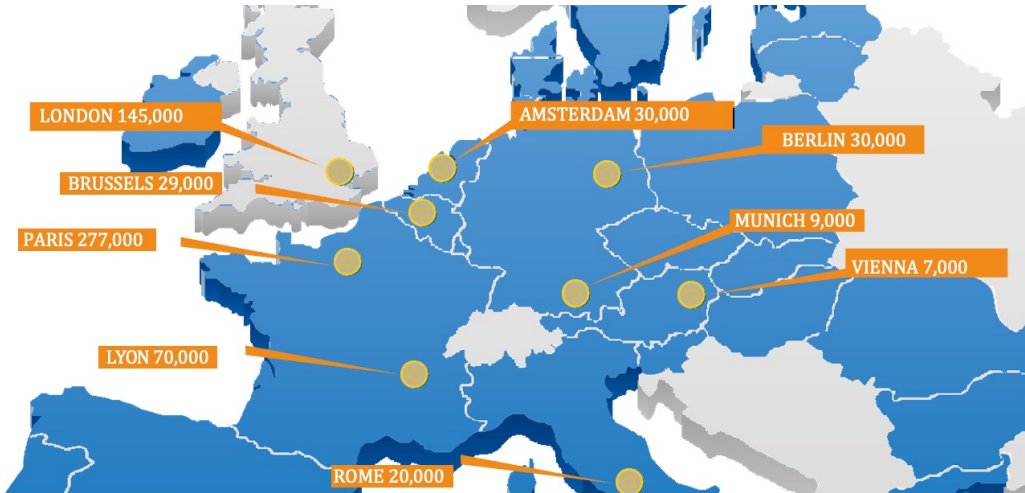 LONDON 145,000
AMSTERDAM 30,000
BERLIN 30,000
BRUSSELS 29,000
MUNICH 9,000
PARIS 277,000
VIENNA 7,000
LYON 70,000
ROME 20,000